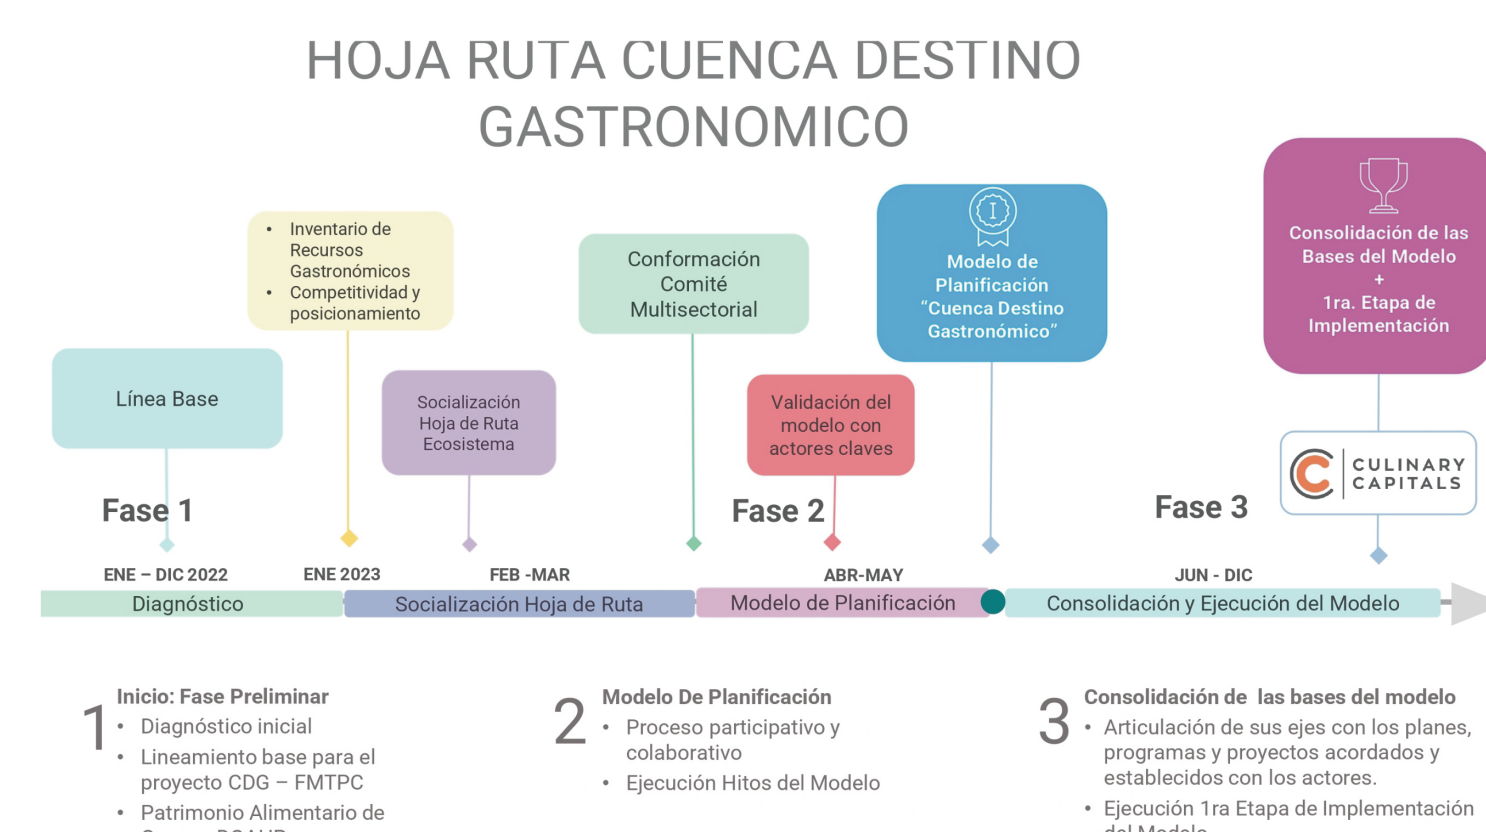 HOJA RUTA CUENCA DESTINO
GASTRONOMICO
• Inventario de
Recursos
Gastronómicos
• Competitividad y
posicionamiento
Conformación
Comité
Multisectorial
I
Modelo de
Planificación
“Cuenca Destino
Gastronómico”
Consolidación de las
Bases del Modelo
+
1ra. Etapa de
Implementación
Línea Base
Socialización
Hoja de Ruta
Ecosistema
Validación del
modelo con
actores claves
CULINARY
CAPITALS
Fase 1
Fase 2
Fase 3
ENE – DIC 2022
ENE 2023
FEB -MAR
ABR-MAY
JUN - DIC
Diagnóstico
Socialización Hoja de Ruta
Modelo de Planificación
Consolidación y Ejecución del Modelo
1
Inicio: Fase Preliminar
• Diagnóstico inicial
• Lineamiento base para el
proyecto CDG – FMTPC
• Patrimonio Alimentario de
2
Modelo De Planificación
• Proceso participativo y
colaborativo
• Ejecución Hitos del Modelo
3
Consolidación de las bases del modelo
• Articulación de sus ejes con los planes,
programas y proyectos acordados y
establecidos con los actores.
• Ejecución 1ra Etapa de Implementación
del Modelo